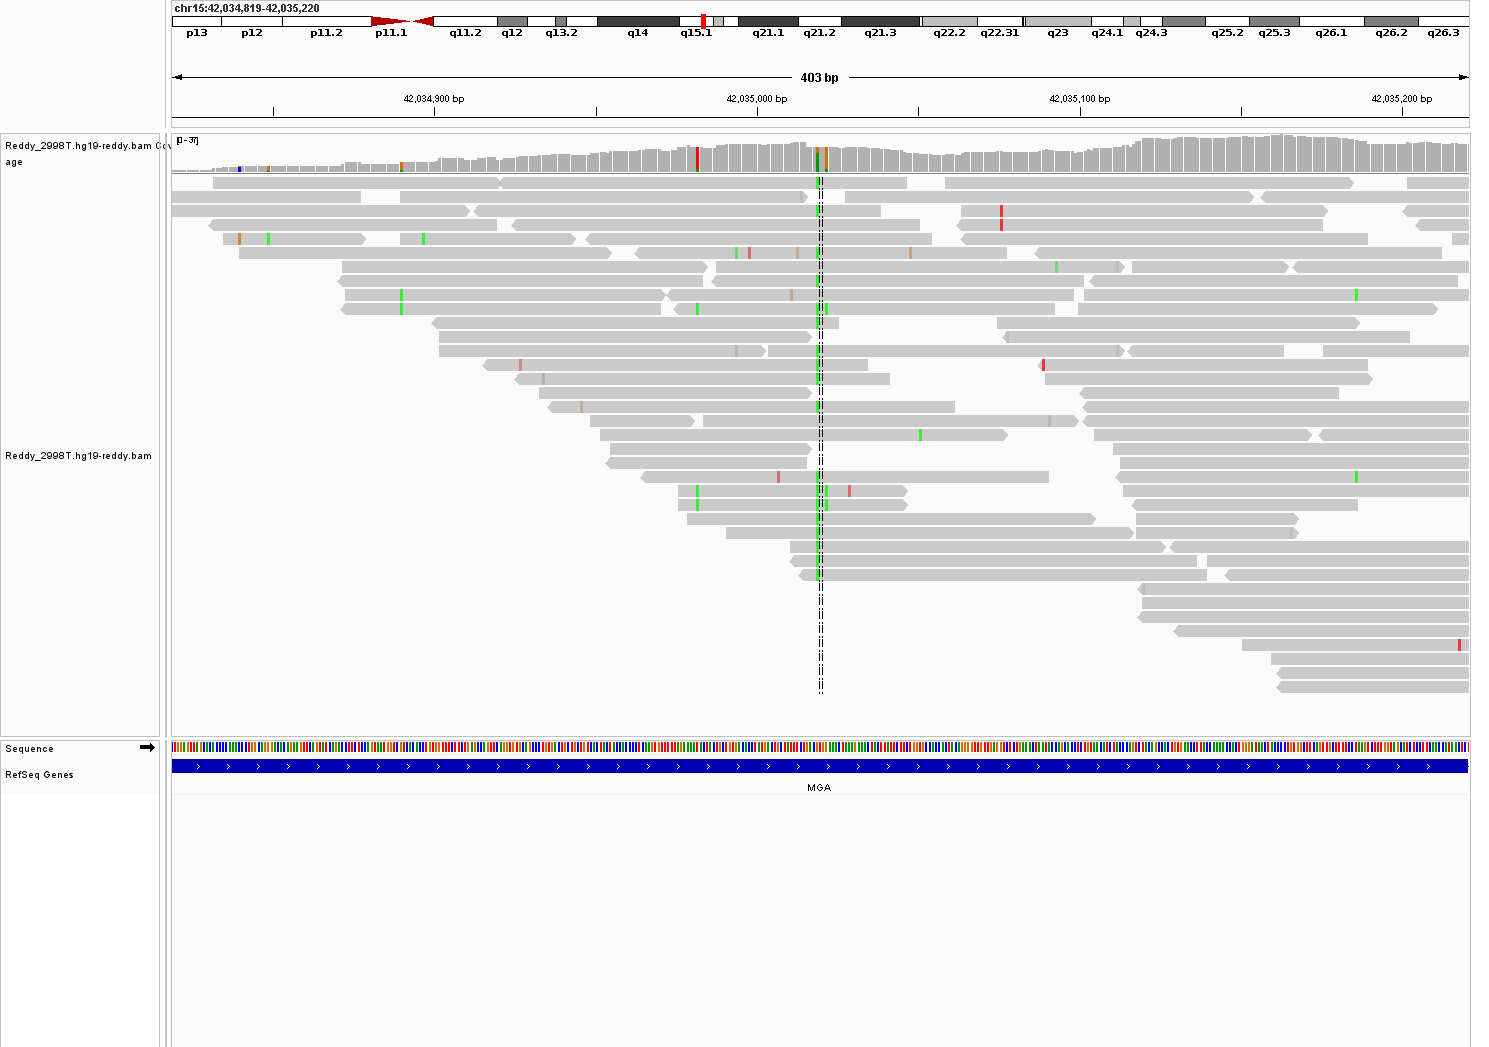 chr15:42,034,819-42,035,220
p13 p12 p11.2 p11.1 q11.2 q12 q13.2 q14 q15.1 q21.1 q21.2 q21.3 q22.2 q22.31 q23 q24.1 q24.3 q25.2 q25.3 q26.1 q26.2 q26.3
403 bp
42,034,900 bp 42,035,000 bp 42,035,100 bp 42,035,200 bp
Reddy_2998T.hg19-reddy.bam Cov
age
[0 - 37]
Reddy_2998T.hg19-reddy.bam
Sequence
RefSeq Genes
MGA